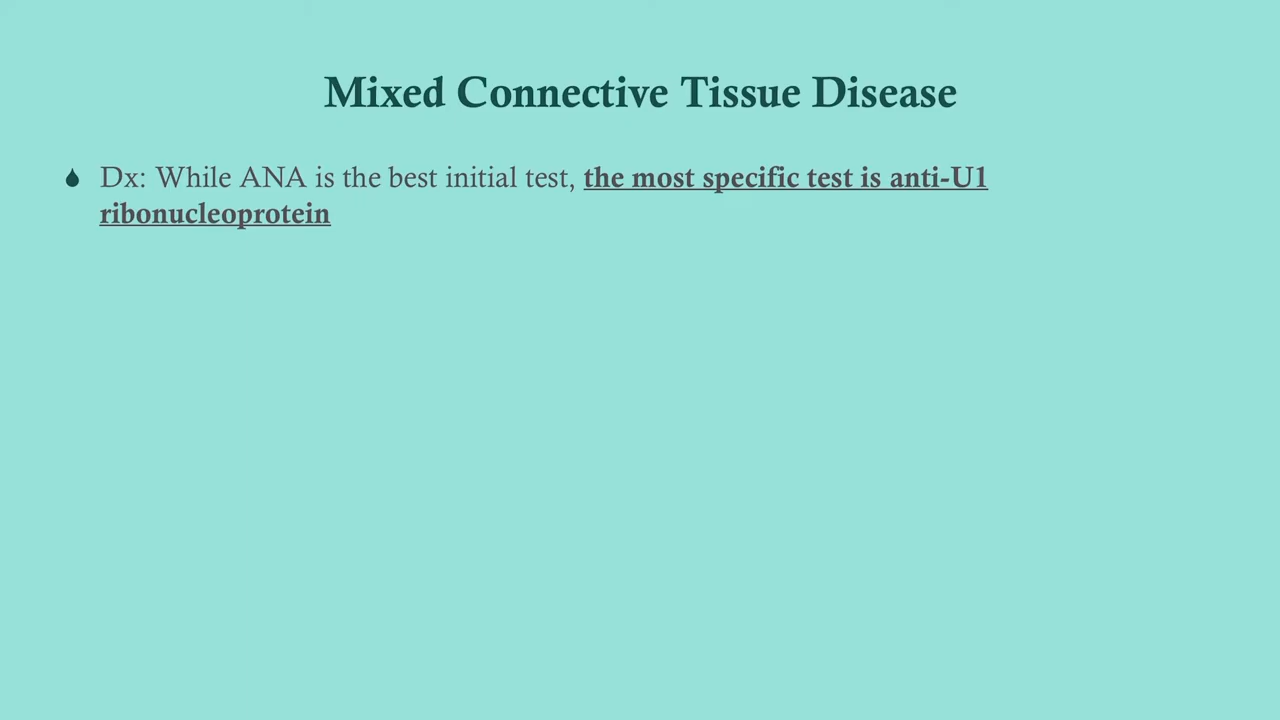 Mixed Connective Tissue Disease
Dx: While ANA is the best initial test, the most specific test is anti-U1
ribonucleoprotein